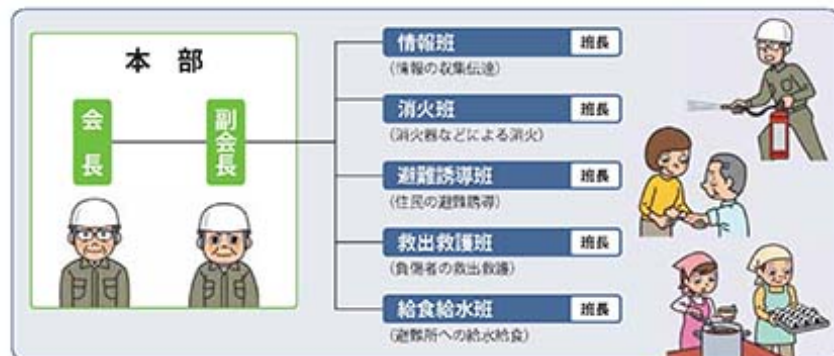 本 部
会長
副会長
情報班 班長
(情報の収集伝達)
消火班 班長
(消火器などによる消火)
避難誘導班 班長
(住民の避難誘導)
救出救護班 班長
(負傷者の救出救護)
給食給水班 班長
(避難所への給水給食)